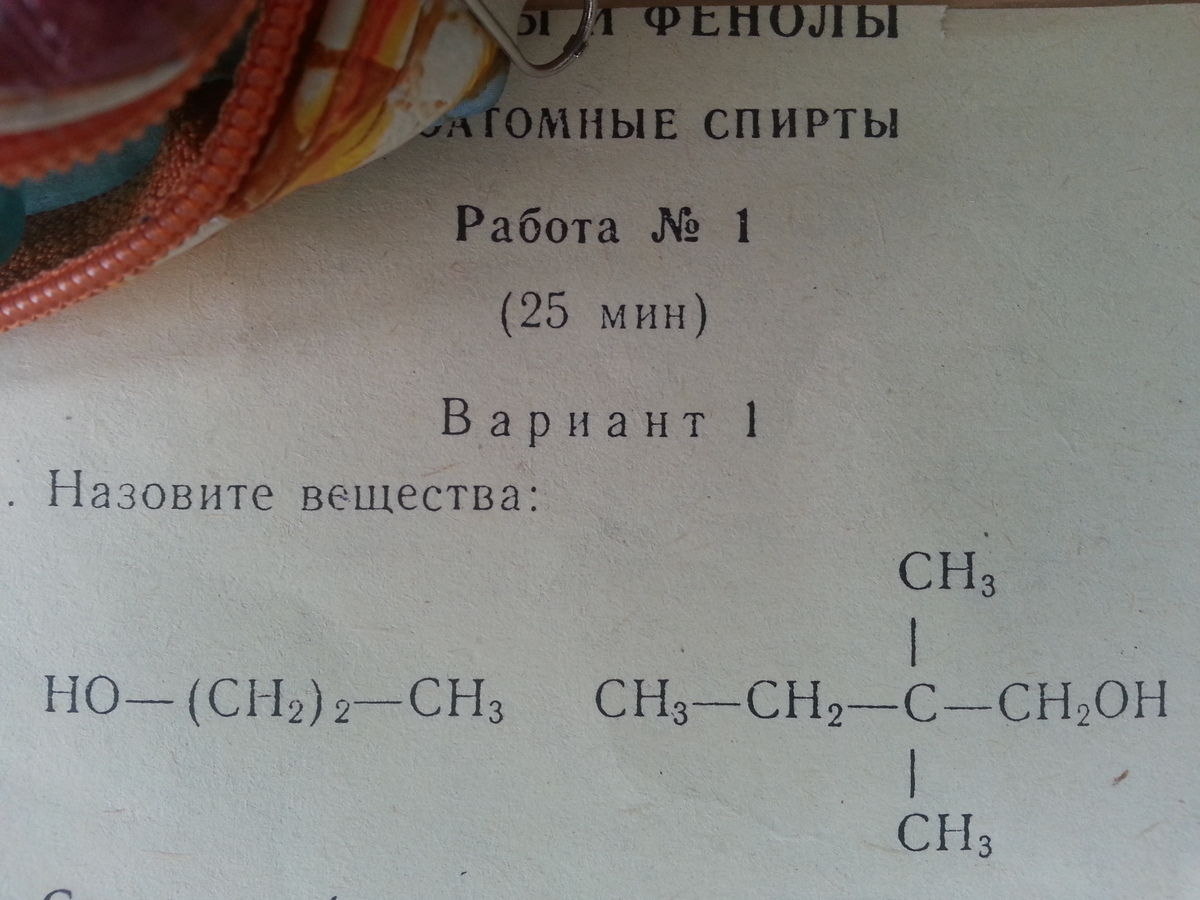 И ФЕНОЛЫ
СПИРТЫ
Работа № 1
(25 мин)
Вариант 1
. Назовите вещества:
CH₃
|
HO—(CH₂)₂—CH₃ CH₃—CH₂—C—CH₂OH
|
CH₃